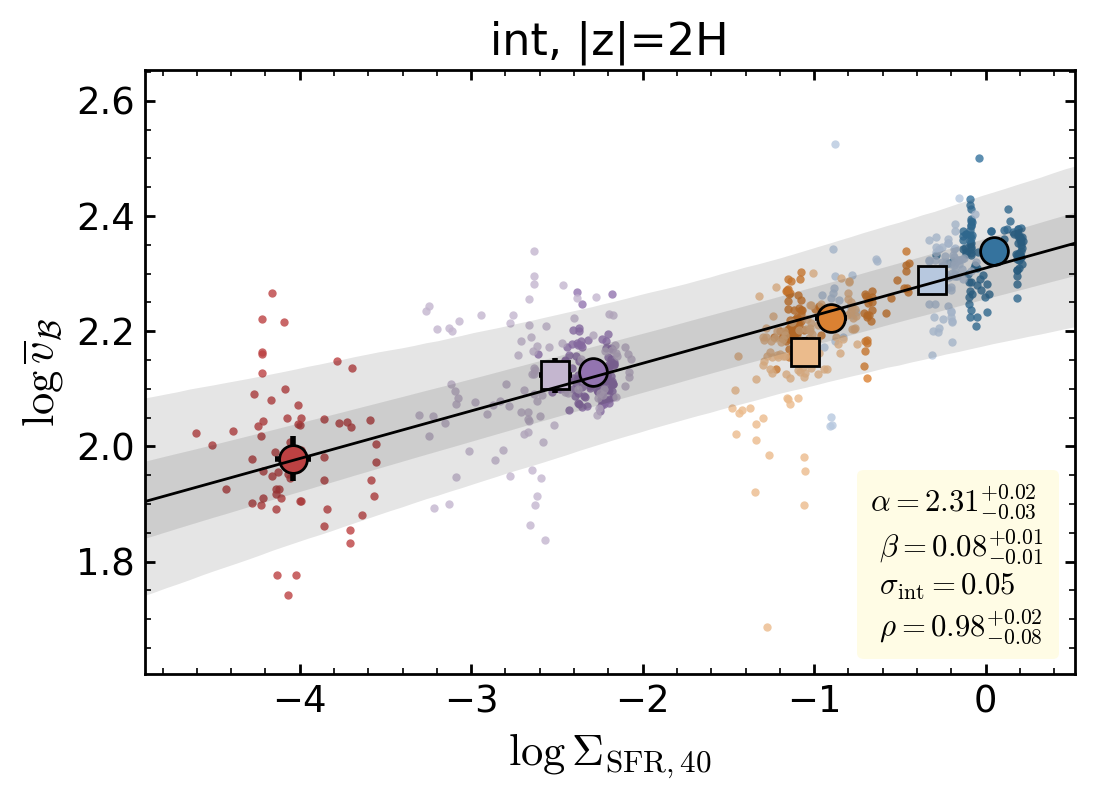 int, |z|=2H
log v̅_ℬ
2.6
2.4
2.2
2.0
1.8
α = 2.31^{+0.02}_{−0.03}
β = 0.08^{+0.01}_{−0.01}
σ_int = 0.05
ρ = 0.98^{+0.02}_{−0.08}
−4 −3 −2 −1 0
log Σ_{SFR, 40}